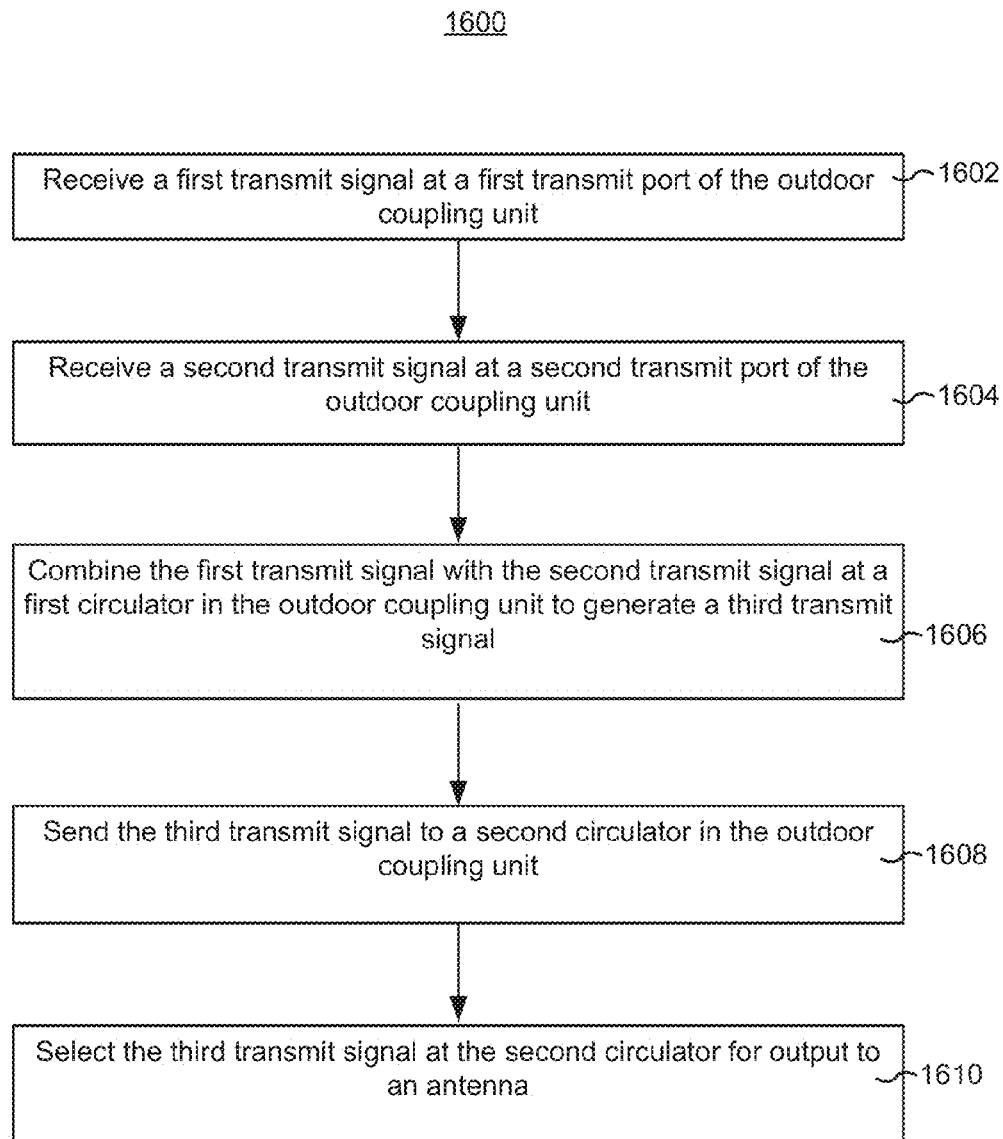 1600
Receive a first transmit signal at a first transmit port of the outdoor
coupling unit
1602
Receive a second transmit signal at a second transmit port of the
outdoor coupling unit
1604
Combine the first transmit signal with the second transmit signal at a
first circulator in the outdoor coupling unit to generate a third transmit
signal
1606
Send the third transmit signal to a second circulator in the outdoor
coupling unit
1608
Select the third transmit signal at the second circulator for output to
an antenna
1610